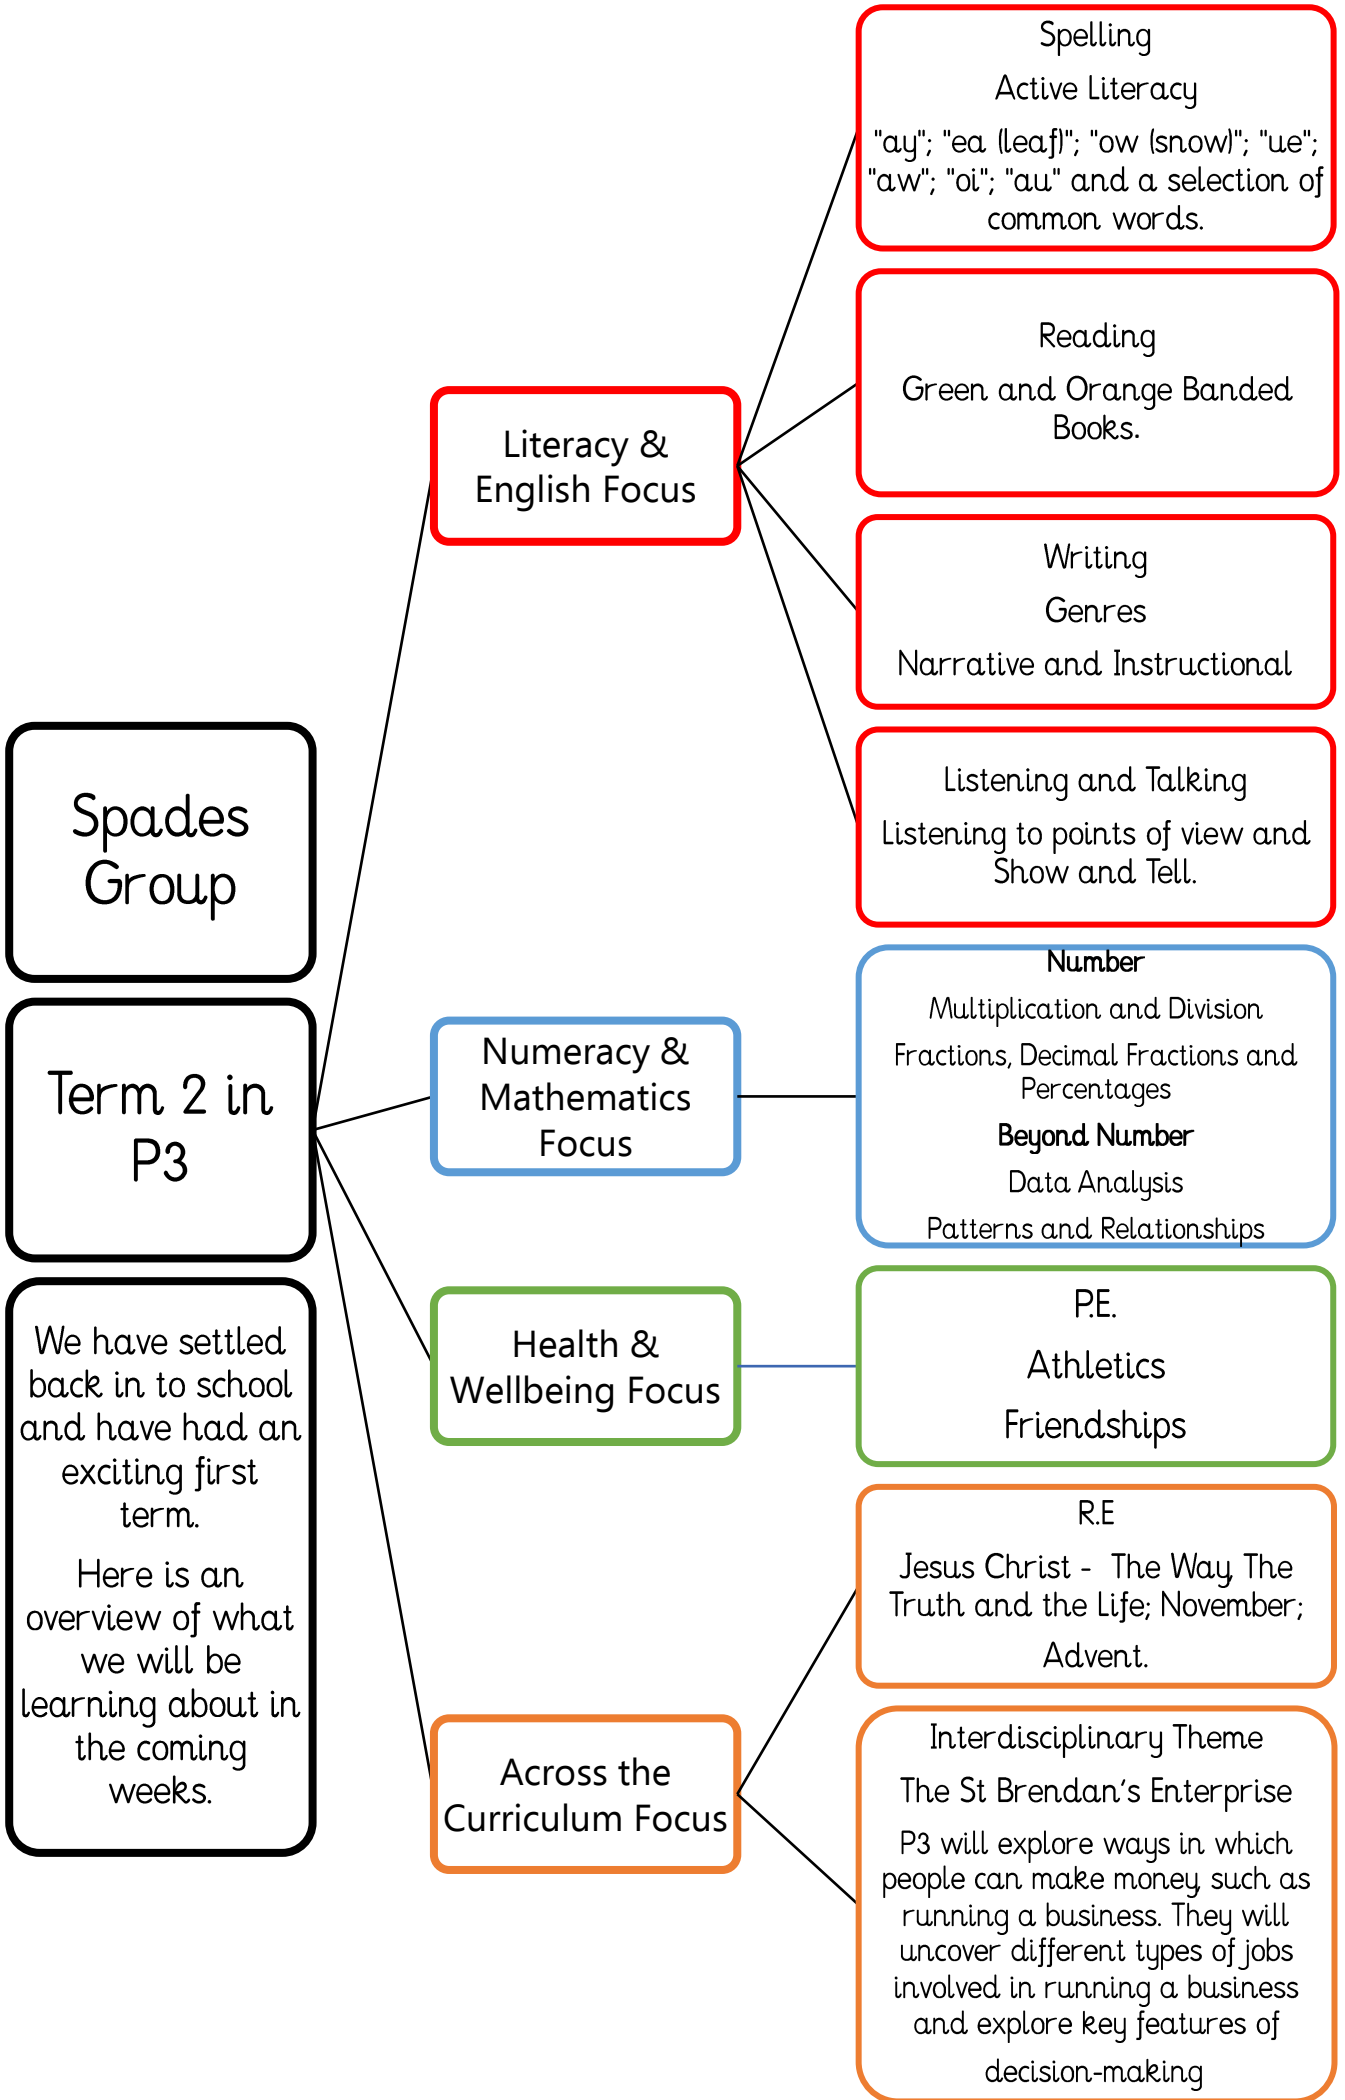 Spades
Group
Term 2 in
P3
We have settled
back in to school
and have had an
exciting first
term.
Here is an
overview of what
we will be
learning about in
the coming
weeks.
Literacy &
English Focus
Spelling
Active Literacy
"ay"; "ea (leaf)"; "ow (snow)"; "ue";
"aw"; "oi"; "au" and a selection of
common words.
Reading
Green and Orange Banded
Books.
Writing
Genres
Narrative and Instructional
Listening and Talking
Listening to points of view and
Show and Tell.
Numeracy &
Mathematics
Focus
Number
Multiplication and Division
Fractions, Decimal Fractions and
Percentages
Beyond Number
Data Analysis
Patterns and Relationships
Health &
Wellbeing Focus
P.E.
Athletics
Friendships
Across the
Curriculum Focus
R.E
Jesus Christ -  The Way, The
Truth and the Life; November;
Advent.
Interdisciplinary Theme
The St Brendan’s Enterprise
P3 will explore ways in which
people can make money, such as
running a business. They will
uncover different types of jobs
involved in running a business
and explore key features of
decision-making